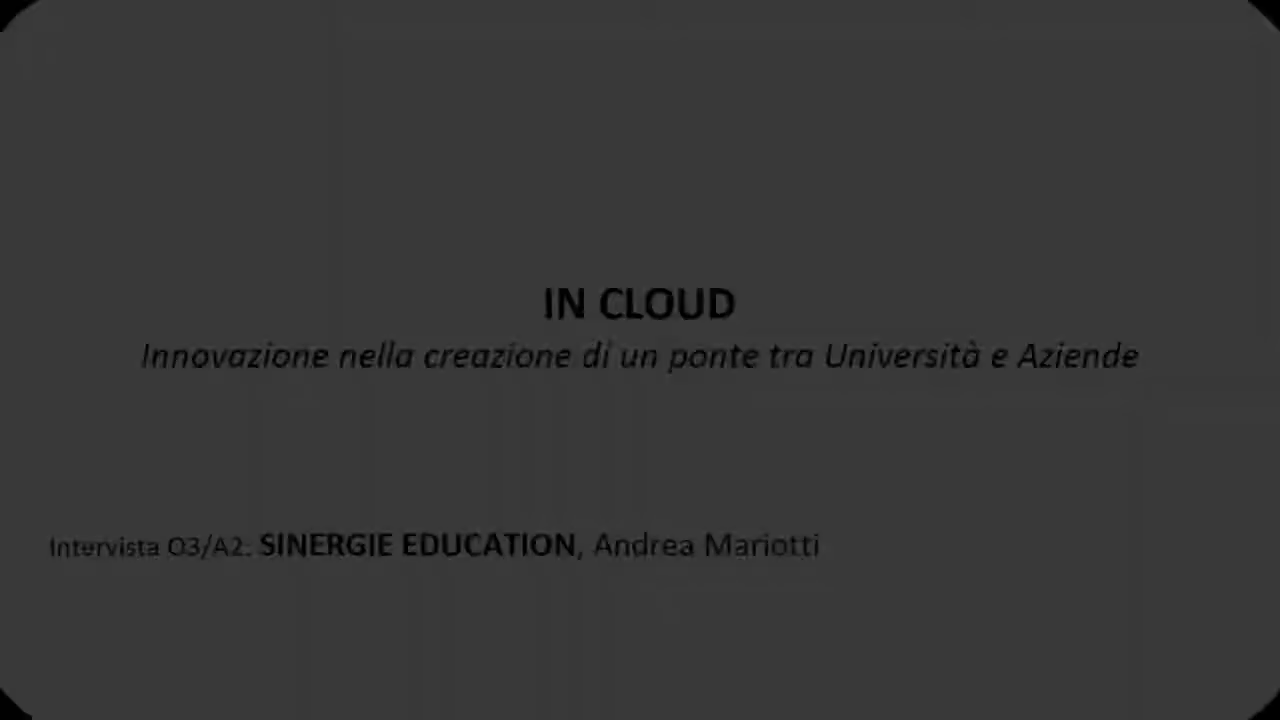 IN CLOUD
Innovazione nella creazione di un ponte tra Università e Aziende
Intervista O3/A2: SINERGIE EDUCATION, Andrea Mariotti